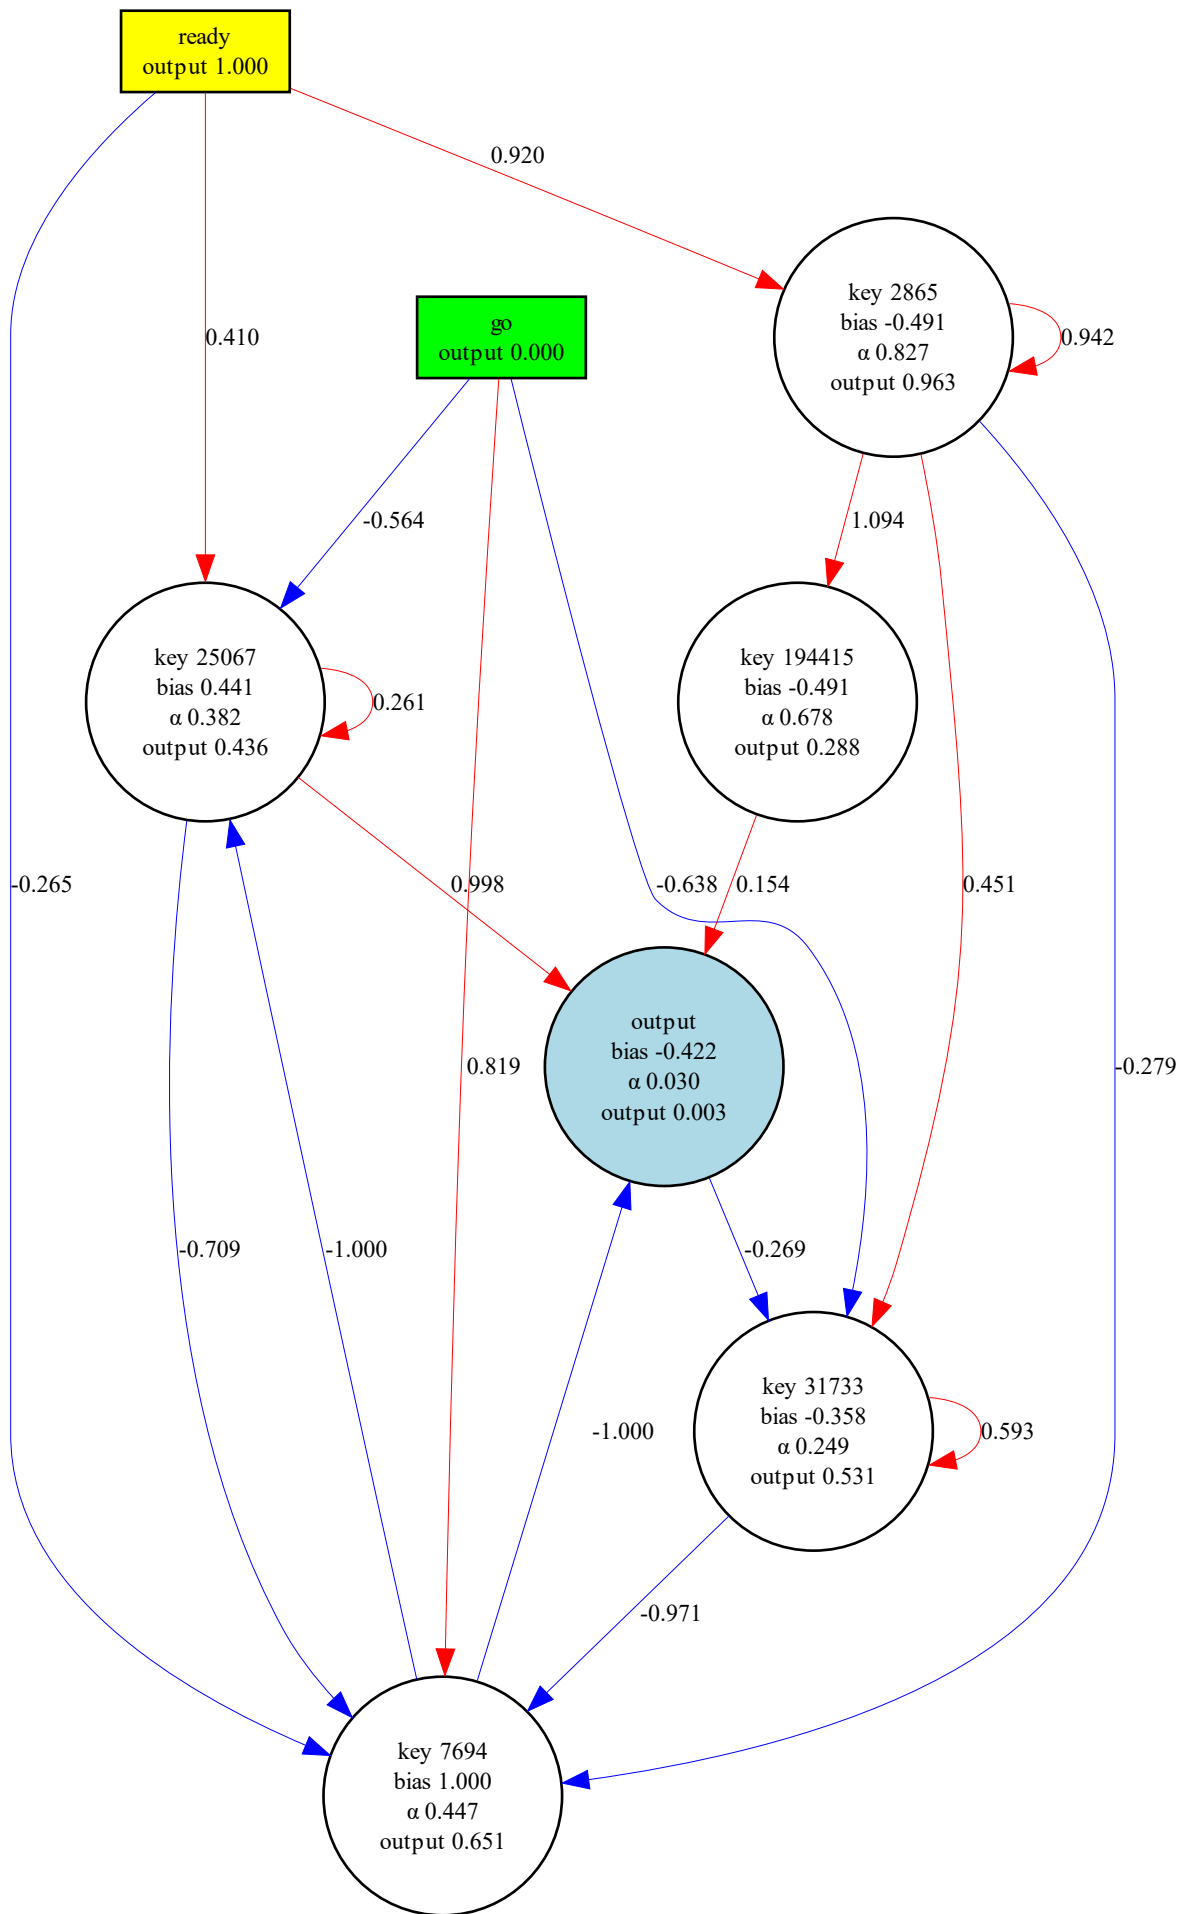 ready
output 1.000
0.920
key 2865
bias -0.491
α 0.827
output 0.963
0.942
go
output 0.000
0.410
-0.564
1.094
key 25067
bias 0.441
α 0.382
output 0.436
0.261
key 194415
bias -0.491
α 0.678
output 0.288
-0.265
0.998
-0.638
0.154
0.451
output
bias -0.422
α 0.030
output 0.003
0.819
-0.279
-0.709
-1.000
-0.269
-1.000
key 31733
bias -0.358
α 0.249
output 0.531
0.593
-0.971
key 7694
bias 1.000
α 0.447
output 0.651